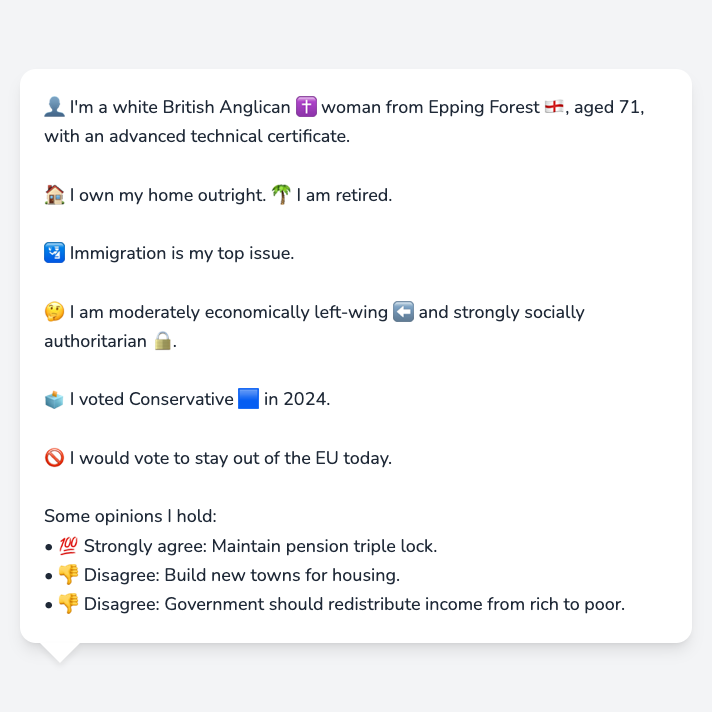 👤 I'm a white British Anglican ✝️ woman from Epping Forest 🏴󠁧󠁢󠁥󠁮󠁧󠁿, aged 71,
with an advanced technical certificate.
🏠 I own my home outright. 🌴 I am retired.
🛂 Immigration is my top issue.
🤔 I am moderately economically left-wing ⬅️ and strongly socially
authoritarian 🔒.
🗳️ I voted Conservative 🟦 in 2024.
🚫 I would vote to stay out of the EU today.
Some opinions I hold:
• 💯 Strongly agree: Maintain pension triple lock.
• 👎 Disagree: Build new towns for housing.
• 👎 Disagree: Government should redistribute income from rich to poor.